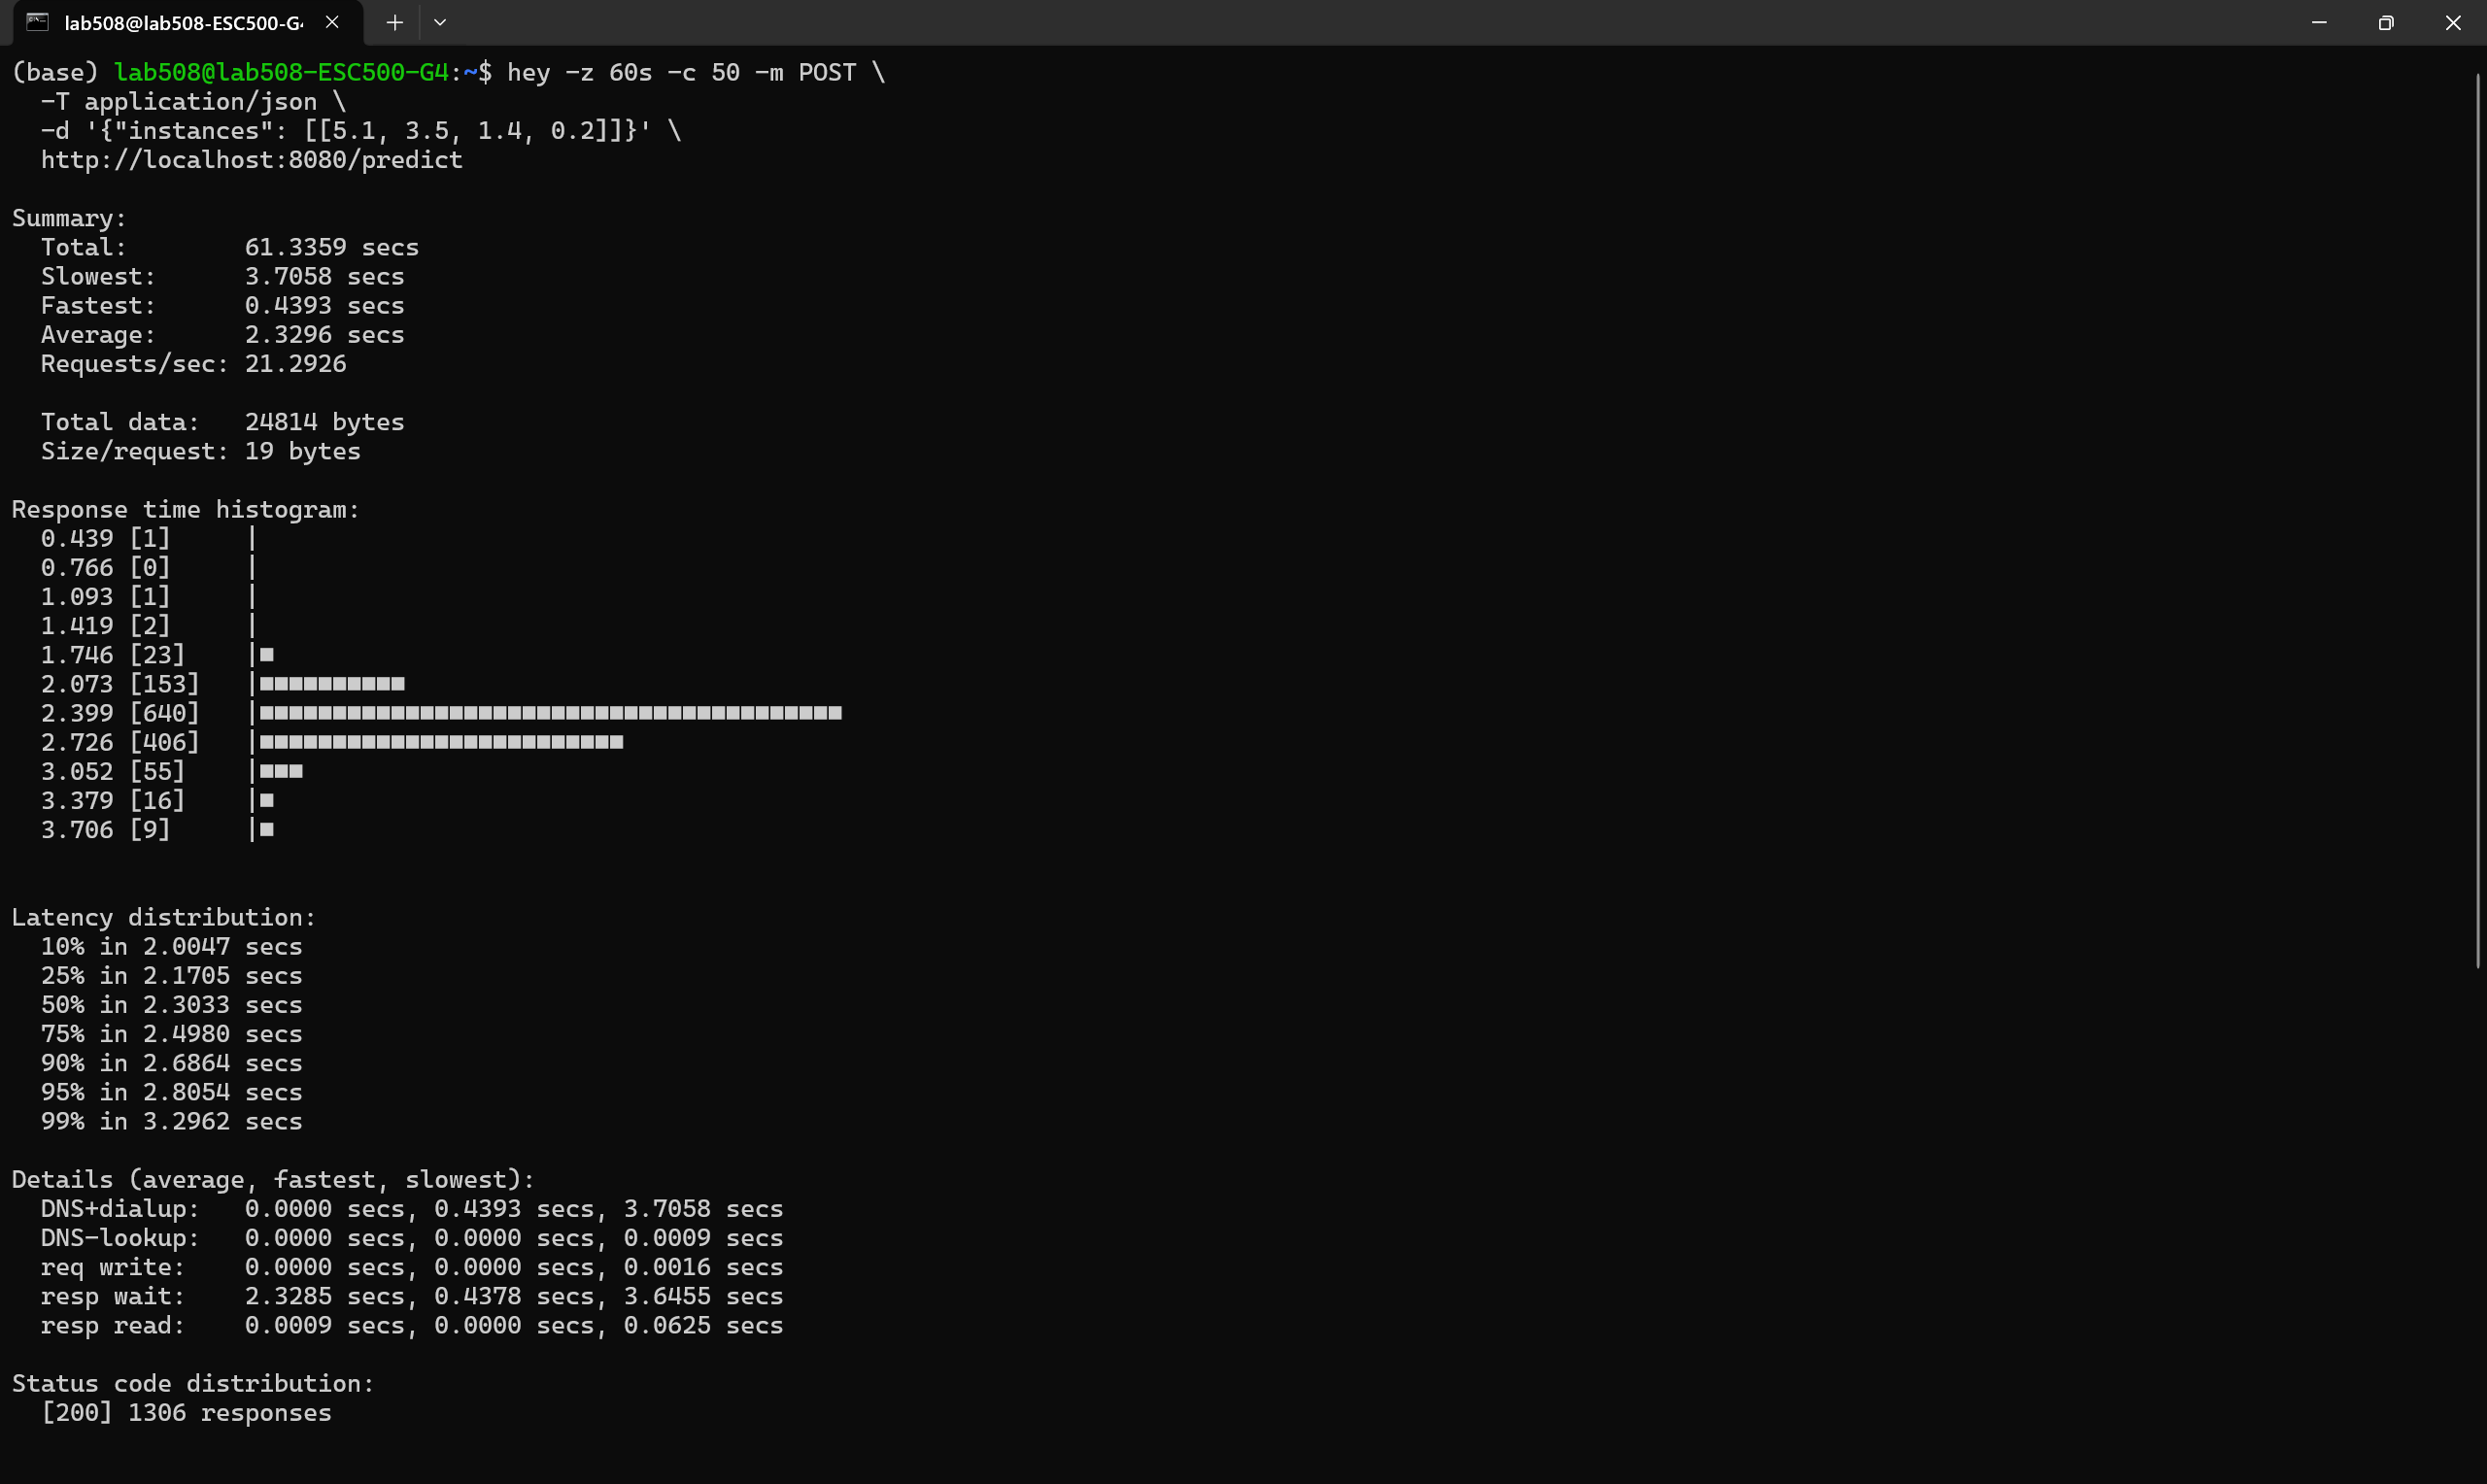 lab508@lab508-ESC500-G4
(base) lab508@lab508-ESC500-G4:~$ hey -z 60s -c 50 -m POST \
  -T application/json \
  -d '{"instances": [[5.1, 3.5, 1.4, 0.2]]}' \
  http://localhost:8080/predict
Summary:
  Total:        61.3359 secs
  Slowest:      3.7058 secs
  Fastest:      0.4393 secs
  Average:      2.3296 secs
  Requests/sec: 21.2926
  Total data:   24814 bytes
  Size/request: 19 bytes
Response time histogram:
  0.439 [1]     |
  0.766 [0]     |
  1.093 [1]     |
  1.419 [2]     |
  1.746 [23]    |■
  2.073 [153]   |■■■■■■■■■■
  2.399 [640]   |■■■■■■■■■■■■■■■■■■■■■■■■■■■■■■■■■■■■■■■■
  2.726 [406]   |■■■■■■■■■■■■■■■■■■■■■■■■■
  3.052 [55]    |■■■
  3.379 [16]    |■
  3.706 [9]     |■
Latency distribution:
  10% in 2.0047 secs
  25% in 2.1705 secs
  50% in 2.3033 secs
  75% in 2.4980 secs
  90% in 2.6864 secs
  95% in 2.8054 secs
  99% in 3.2962 secs
Details (average, fastest, slowest):
  DNS+dialup:   0.0000 secs, 0.4393 secs, 3.7058 secs
  DNS-lookup:   0.0000 secs, 0.0000 secs, 0.0009 secs
  req write:    0.0000 secs, 0.0000 secs, 0.0016 secs
  resp wait:    2.3285 secs, 0.4378 secs, 3.6455 secs
  resp read:    0.0009 secs, 0.0000 secs, 0.0625 secs
Status code distribution:
  [200] 1306 responses